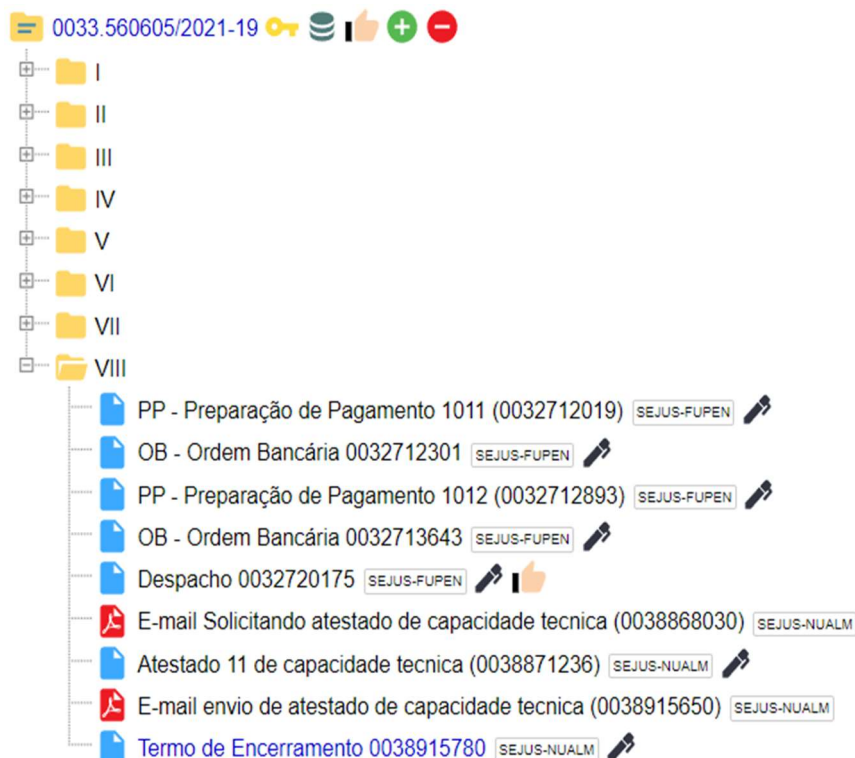 0033.560605/2021-19
I
II
III
IV
V
VI
VII
VIII
PP - Preparação de Pagamento 1011 (0032712019) SEJUS-FUPEN
OB - Ordem Bancária 0032712301 SEJUS-FUPEN
PP - Preparação de Pagamento 1012 (0032712893) SEJUS-FUPEN
OB - Ordem Bancária 0032713643 SEJUS-FUPEN
Despacho 0032720175 SEJUS-FUPEN
E-mail Solicitando atestado de capacidade tecnica (0038868030) SEJUS-NUALM
Atestado 11 de capacidade tecnica (0038871236) SEJUS-NUALM
E-mail envio de atestado de capacidade tecnica (0038915650) SEJUS-NUALM
Termo de Encerramento 0038915780 SEJUS-NUALM